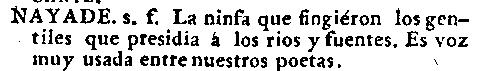 NAYADE. s. f. La ninfa que fingiéron los gen-
tiles que presidia á los rios y fuentes. Es voz
muy usada entre nuestros poetas.